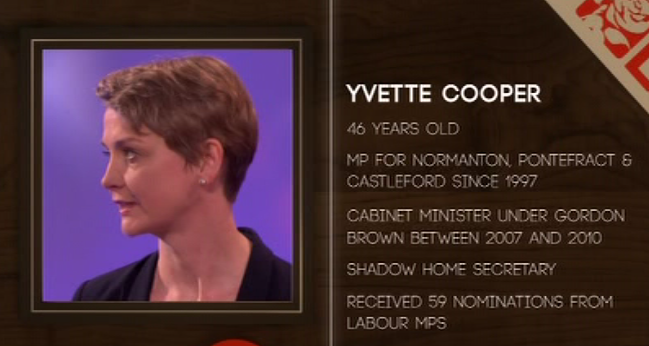 YVETTE COOPER
46 YEARS OLD
MP FOR NORMANTON, PONTEFRACT &
CASTLEFORD SINCE 1997
CABINET MINISTER UNDER GORDON
BROWN BETWEEN 2007 AND 2010
SHADOW HOME SECRETARY
RECEIVED 59 NOMINATIONS FROM
LABOUR MPS